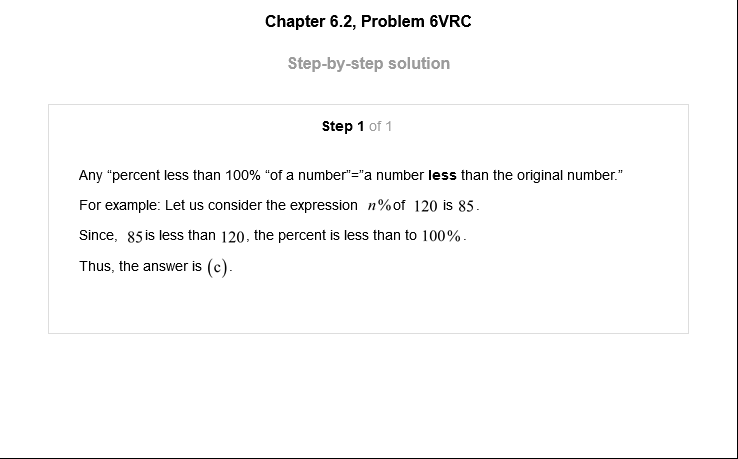 Chapter 6.2, Problem 6VRC
Step-by-step solution
Step 1 of 1
Any “percent less than 100% “of a number”=”a number less than the original number.”
For example: Let us consider the expression n% of 120 is 85.
Since, 85 is less than 120, the percent is less than to 100%.
Thus, the answer is (c).